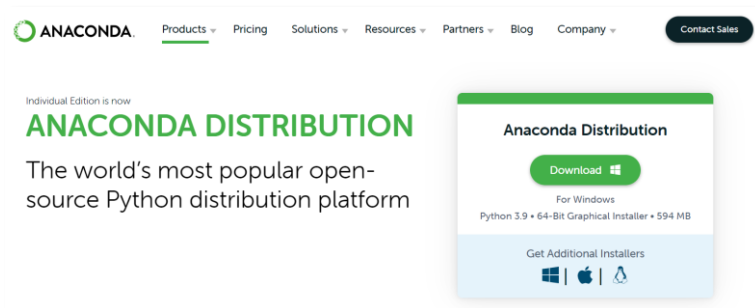 ANACONDA.
Products Pricing Solutions Resources Partners Blog Company Contact Sales
Individual Edition is now
ANACONDA DISTRIBUTION
The world's most popular open-
source Python distribution platform
Anaconda Distribution
Download
For Windows
Python 3.9 • 64-Bit Graphical Installer • 594 MB
Get Additional Installers
| |